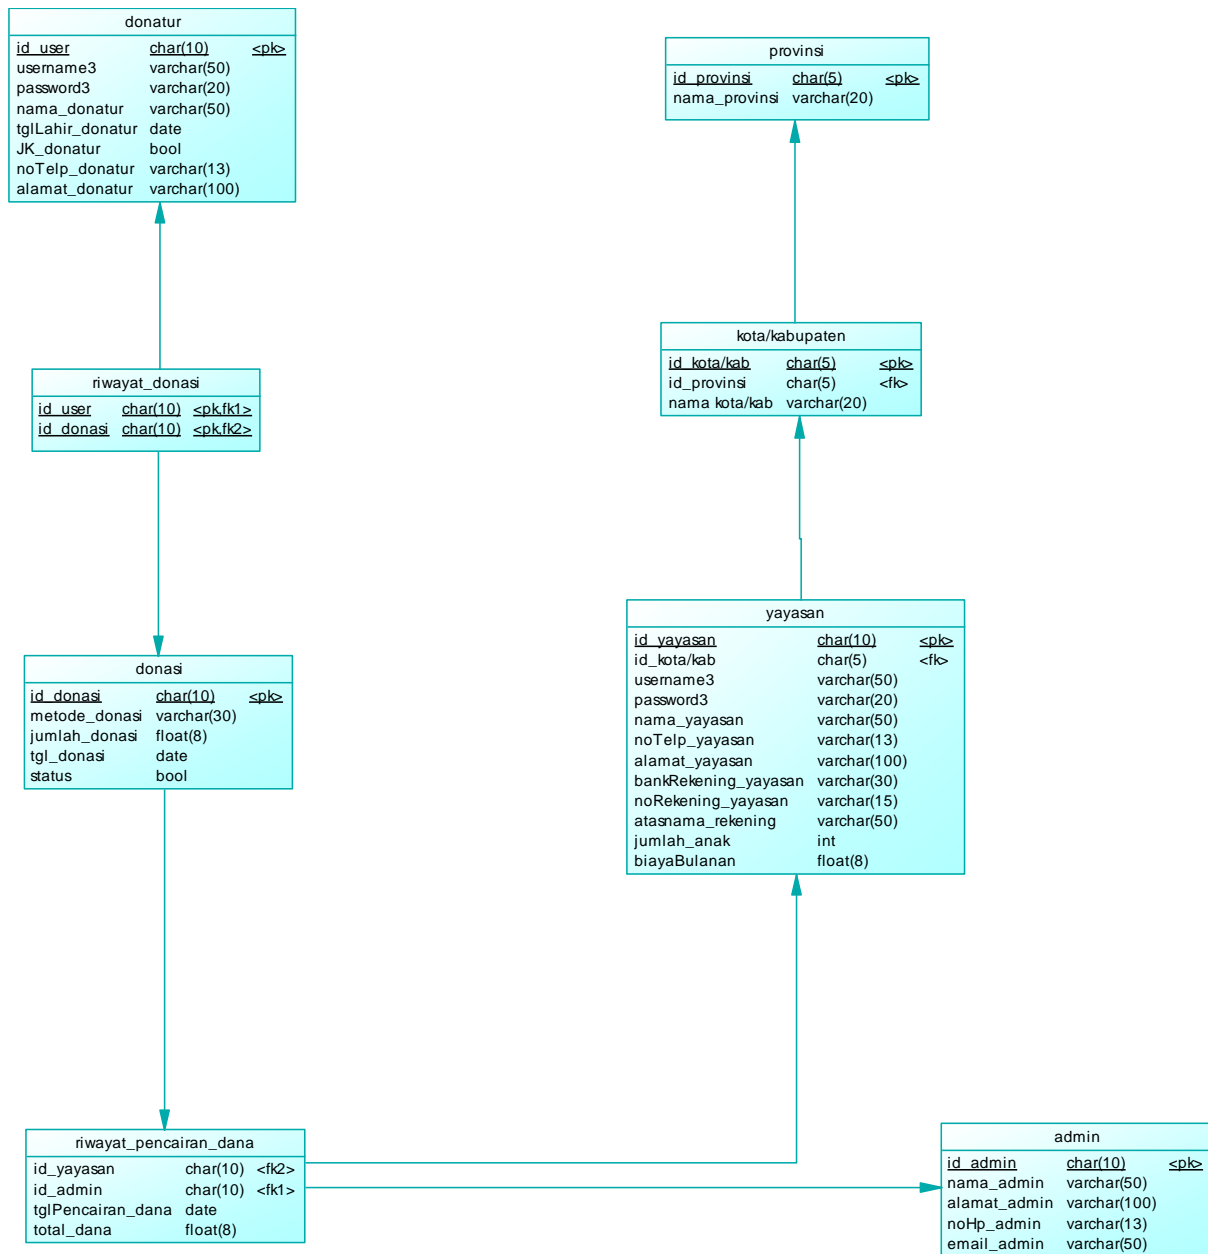 donatur
id_user char(10) <pk>
username3 varchar(50)
password3 varchar(20)
nama_donatur varchar(50)
tglLahir_donatur date
JK_donatur bool
noTelp_donatur varchar(13)
alamat_donatur varchar(100)
provinsi
id_provinsi char(5) <pk>
nama_provinsi varchar(20)
kota/kabupaten
id_kota/kab char(5) <pk>
id_provinsi char(5) <fk>
nama kota/kab varchar(20)
riwayat_donasi
id_user char(10) <pk,fk1>
id_donasi char(10) <pk,fk2>
donasi
id_donasi char(10) <pk>
metode_donasi varchar(30)
jumlah_donasi float(8)
tgl_donasi date
status bool
yayasan
id_yayasan char(10) <pk>
id_kota/kab char(5) <fk>
username3 varchar(50)
password3 varchar(20)
nama_yayasan varchar(50)
noTelp_yayasan varchar(13)
alamat_yayasan varchar(100)
bankRekening_yayasan varchar(30)
noRekening_yayasan varchar(15)
atasnama_rekening varchar(50)
jumlah_anak int
biayaBulanan float(8)
riwayat_pencairan_dana
id_yayasan char(10) <fk2>
id_admin char(10) <fk1>
tglPencairan_dana date
total_dana float(8)
admin
id_admin char(10) <pk>
nama_admin varchar(50)
alamat_admin varchar(100)
noHp_admin varchar(13)
email_admin varchar(50)